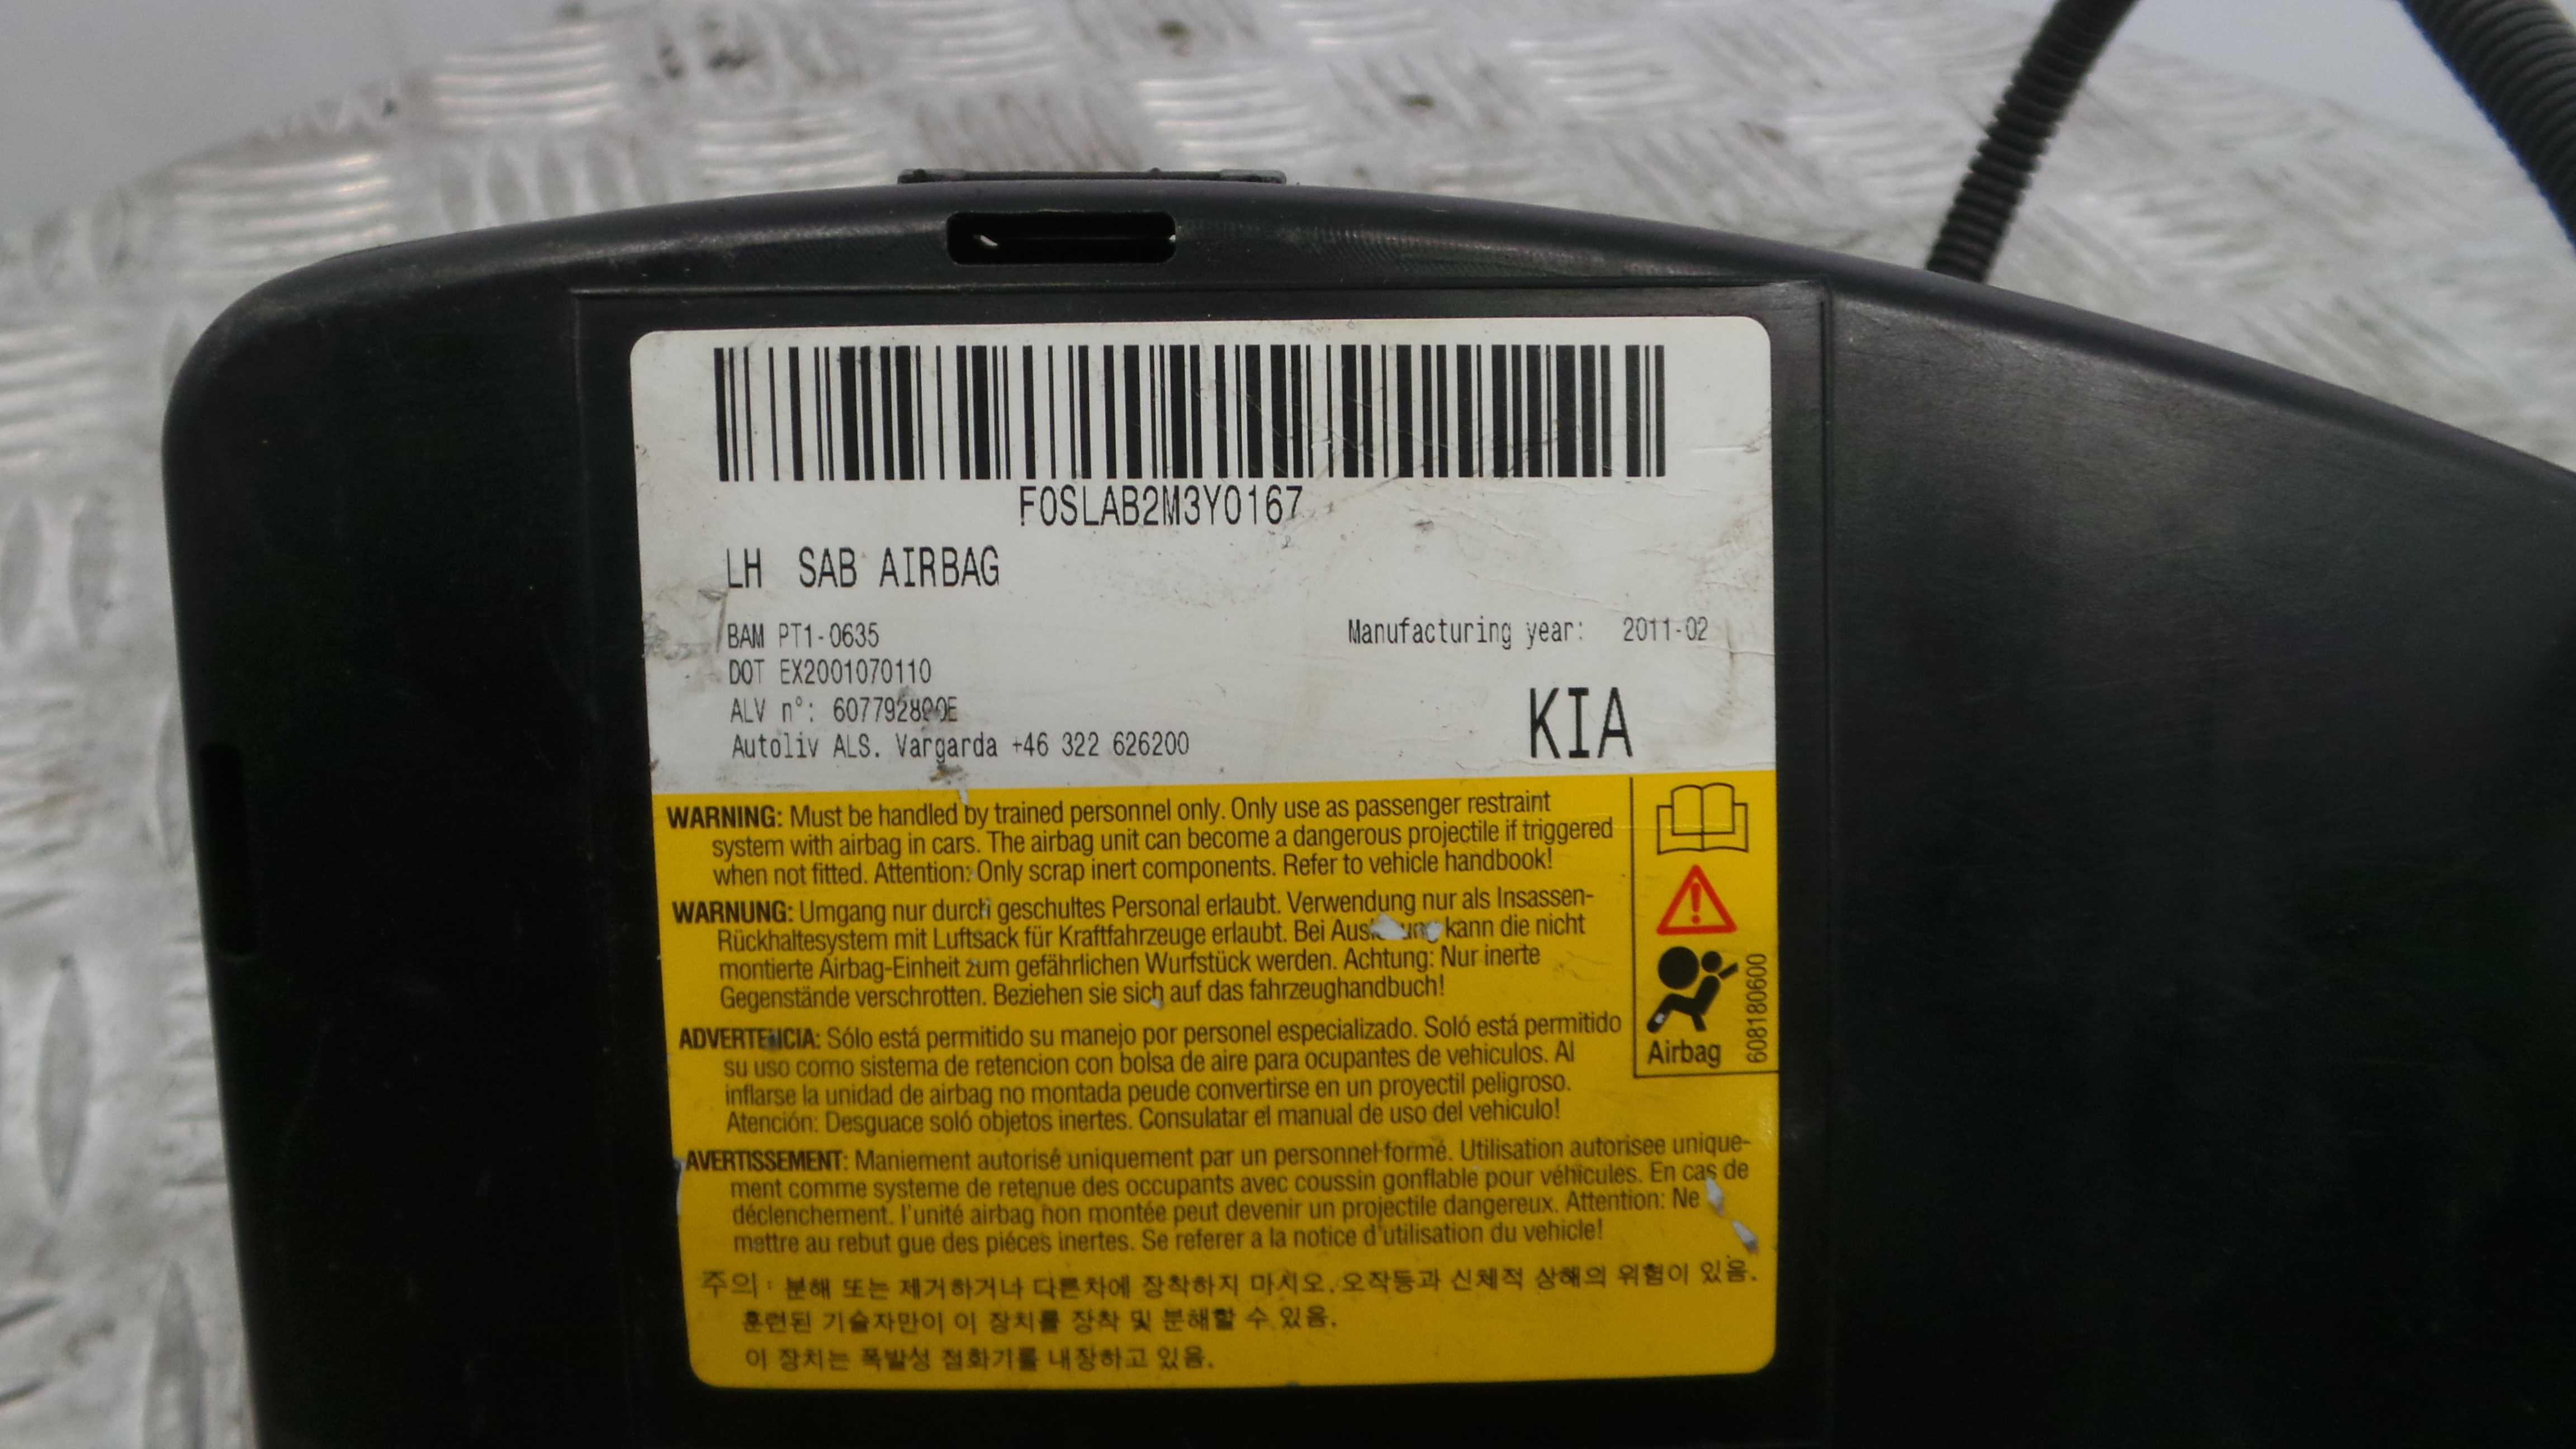 F0SLAB2M3Y0167
LH SAB AIRBAG
BAM PT1-0635
Manufacturing year: 2011-02
DOT EX2001070110
ALV n°:
KIA
Autoliv ALS. Vargarda +46 322 626200
WARNING: Must be handled by trained personnel only. Only use as passenger restraint
system with airbag in cars. The airbag unit can become a dangerous projectile if triggered
when not fitted. Attention: Only scrap inert components. Refer to vehicle handbook!
WARNUNG: Umgang nur durch geschultes Personal erlaubt. Verwendung nur als Insassen-
Rückhaltesystem mit Luftsack für Kraftfahrzeuge erlaubt. Bei kann die nicht
montierte Airbag-Einheit zum gefährlichen Wurfstück werden. Achtung: Nur inerte
Gegenstände verschrotten. Beziehen sie sich auf das fahrzeughandbuch!
ADVERTENCIA: Sólo está permitido su manejo por personel especializado. Soló está permitido
su uso como sistema de retencion con bolsa de aire para ocupantes de vehiculos. Al
inflarse la unidad de airbag no montada peude convertirse en un proyectil peligroso.
Atención: Desguace soló objetos inertes. Consulatar el manual de uso del vehiculo!
AVERTISSEMENT: Maniement autorisé uniquement par un personnel formé. Utilisation autorisee unique-
ment comme systeme de retenue des occupants avec coussin gonflable pour véhicules. En cas de
déclenchement. l'unité airbag hon montée peut devenir un projectile dangereux. Attention: Ne
mettre au rebut gue des piéces inertes. Se referer a la notice d'utilisation du vehicle!
주의: 분해 또는 제거하거나 다른차에 장착하지 마시오. 오작등과 신체적 상해의 위험이 있음.
훈련된 기술자만이 이 장치를 장착 및 분해할 수 있음.
이 장치는 폭발성 점화기를 내장하고 있음.
Airbag
608180600